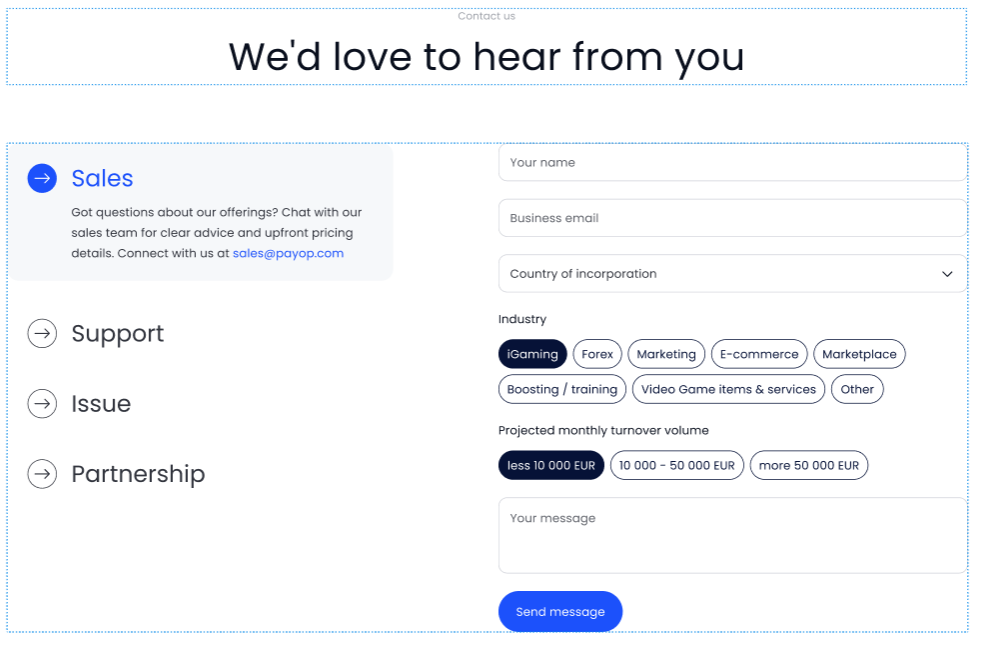 Contact us
We'd love to hear from you
Sales
Got questions about our offerings? Chat with our
sales team for clear advice and upfront pricing
details. Connect with us at sales@payop.com
Support
Issue
Partnership
Your name
Business email
Country of incorporation
Industry
iGaming Forex Marketing E-commerce Marketplace
Boosting / training Video Game items & services Other
Projected monthly turnover volume
less 10 000 EUR 10 000 - 50 000 EUR more 50 000 EUR
Your message
Send message